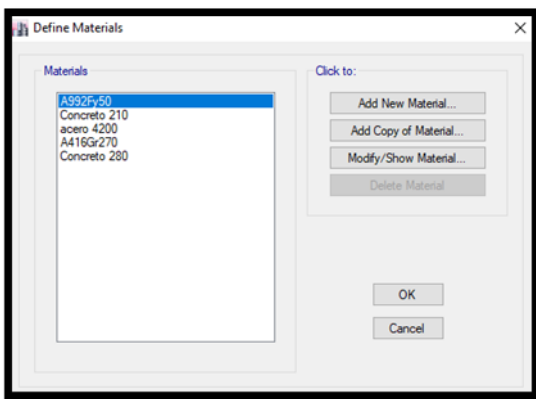 Define Materials
Materials
A992Fy50
Concreto 210
acero 4200
A416Gr270
Concreto 280
Click to:
Add New Material...
Add Copy of Material...
Modify/Show Material...
Delete Material
OK
Cancel